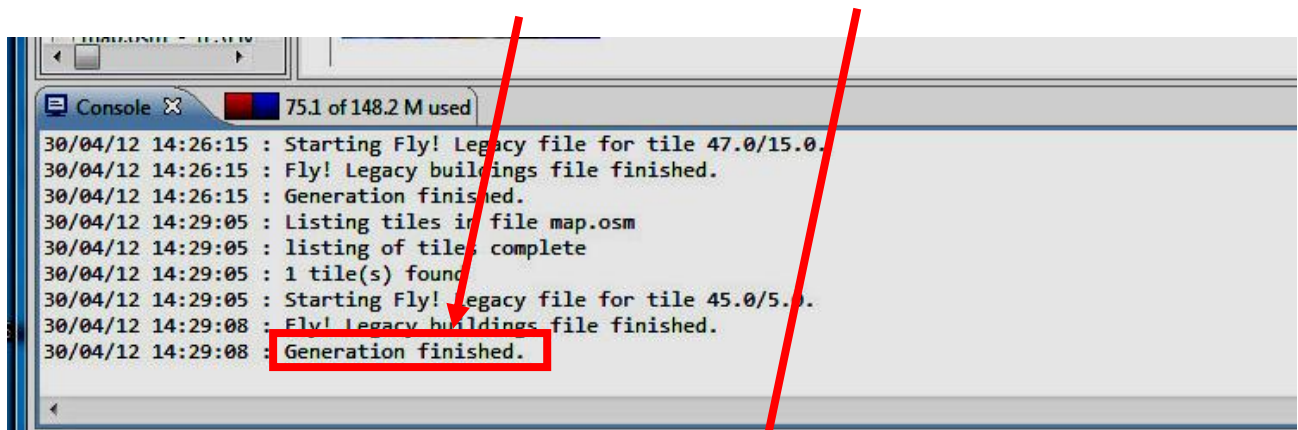 map.osm
Console
75.1 of 148.2 M used
30/04/12 14:26:15 : Starting Fly! Legacy file for tile 47.0/15.0.
30/04/12 14:26:15 : Fly! Legacy buildings file finished.
30/04/12 14:26:15 : Generation finished.
30/04/12 14:29:05 : Listing tiles in file map.osm
30/04/12 14:29:05 : listing of tiles complete
30/04/12 14:29:05 : 1 tile(s) found
30/04/12 14:29:05 : Starting Fly! Legacy file for tile 45.0/5.0.
30/04/12 14:29:08 : Fly! Legacy buildings file finished.
30/04/12 14:29:08 : Generation finished.